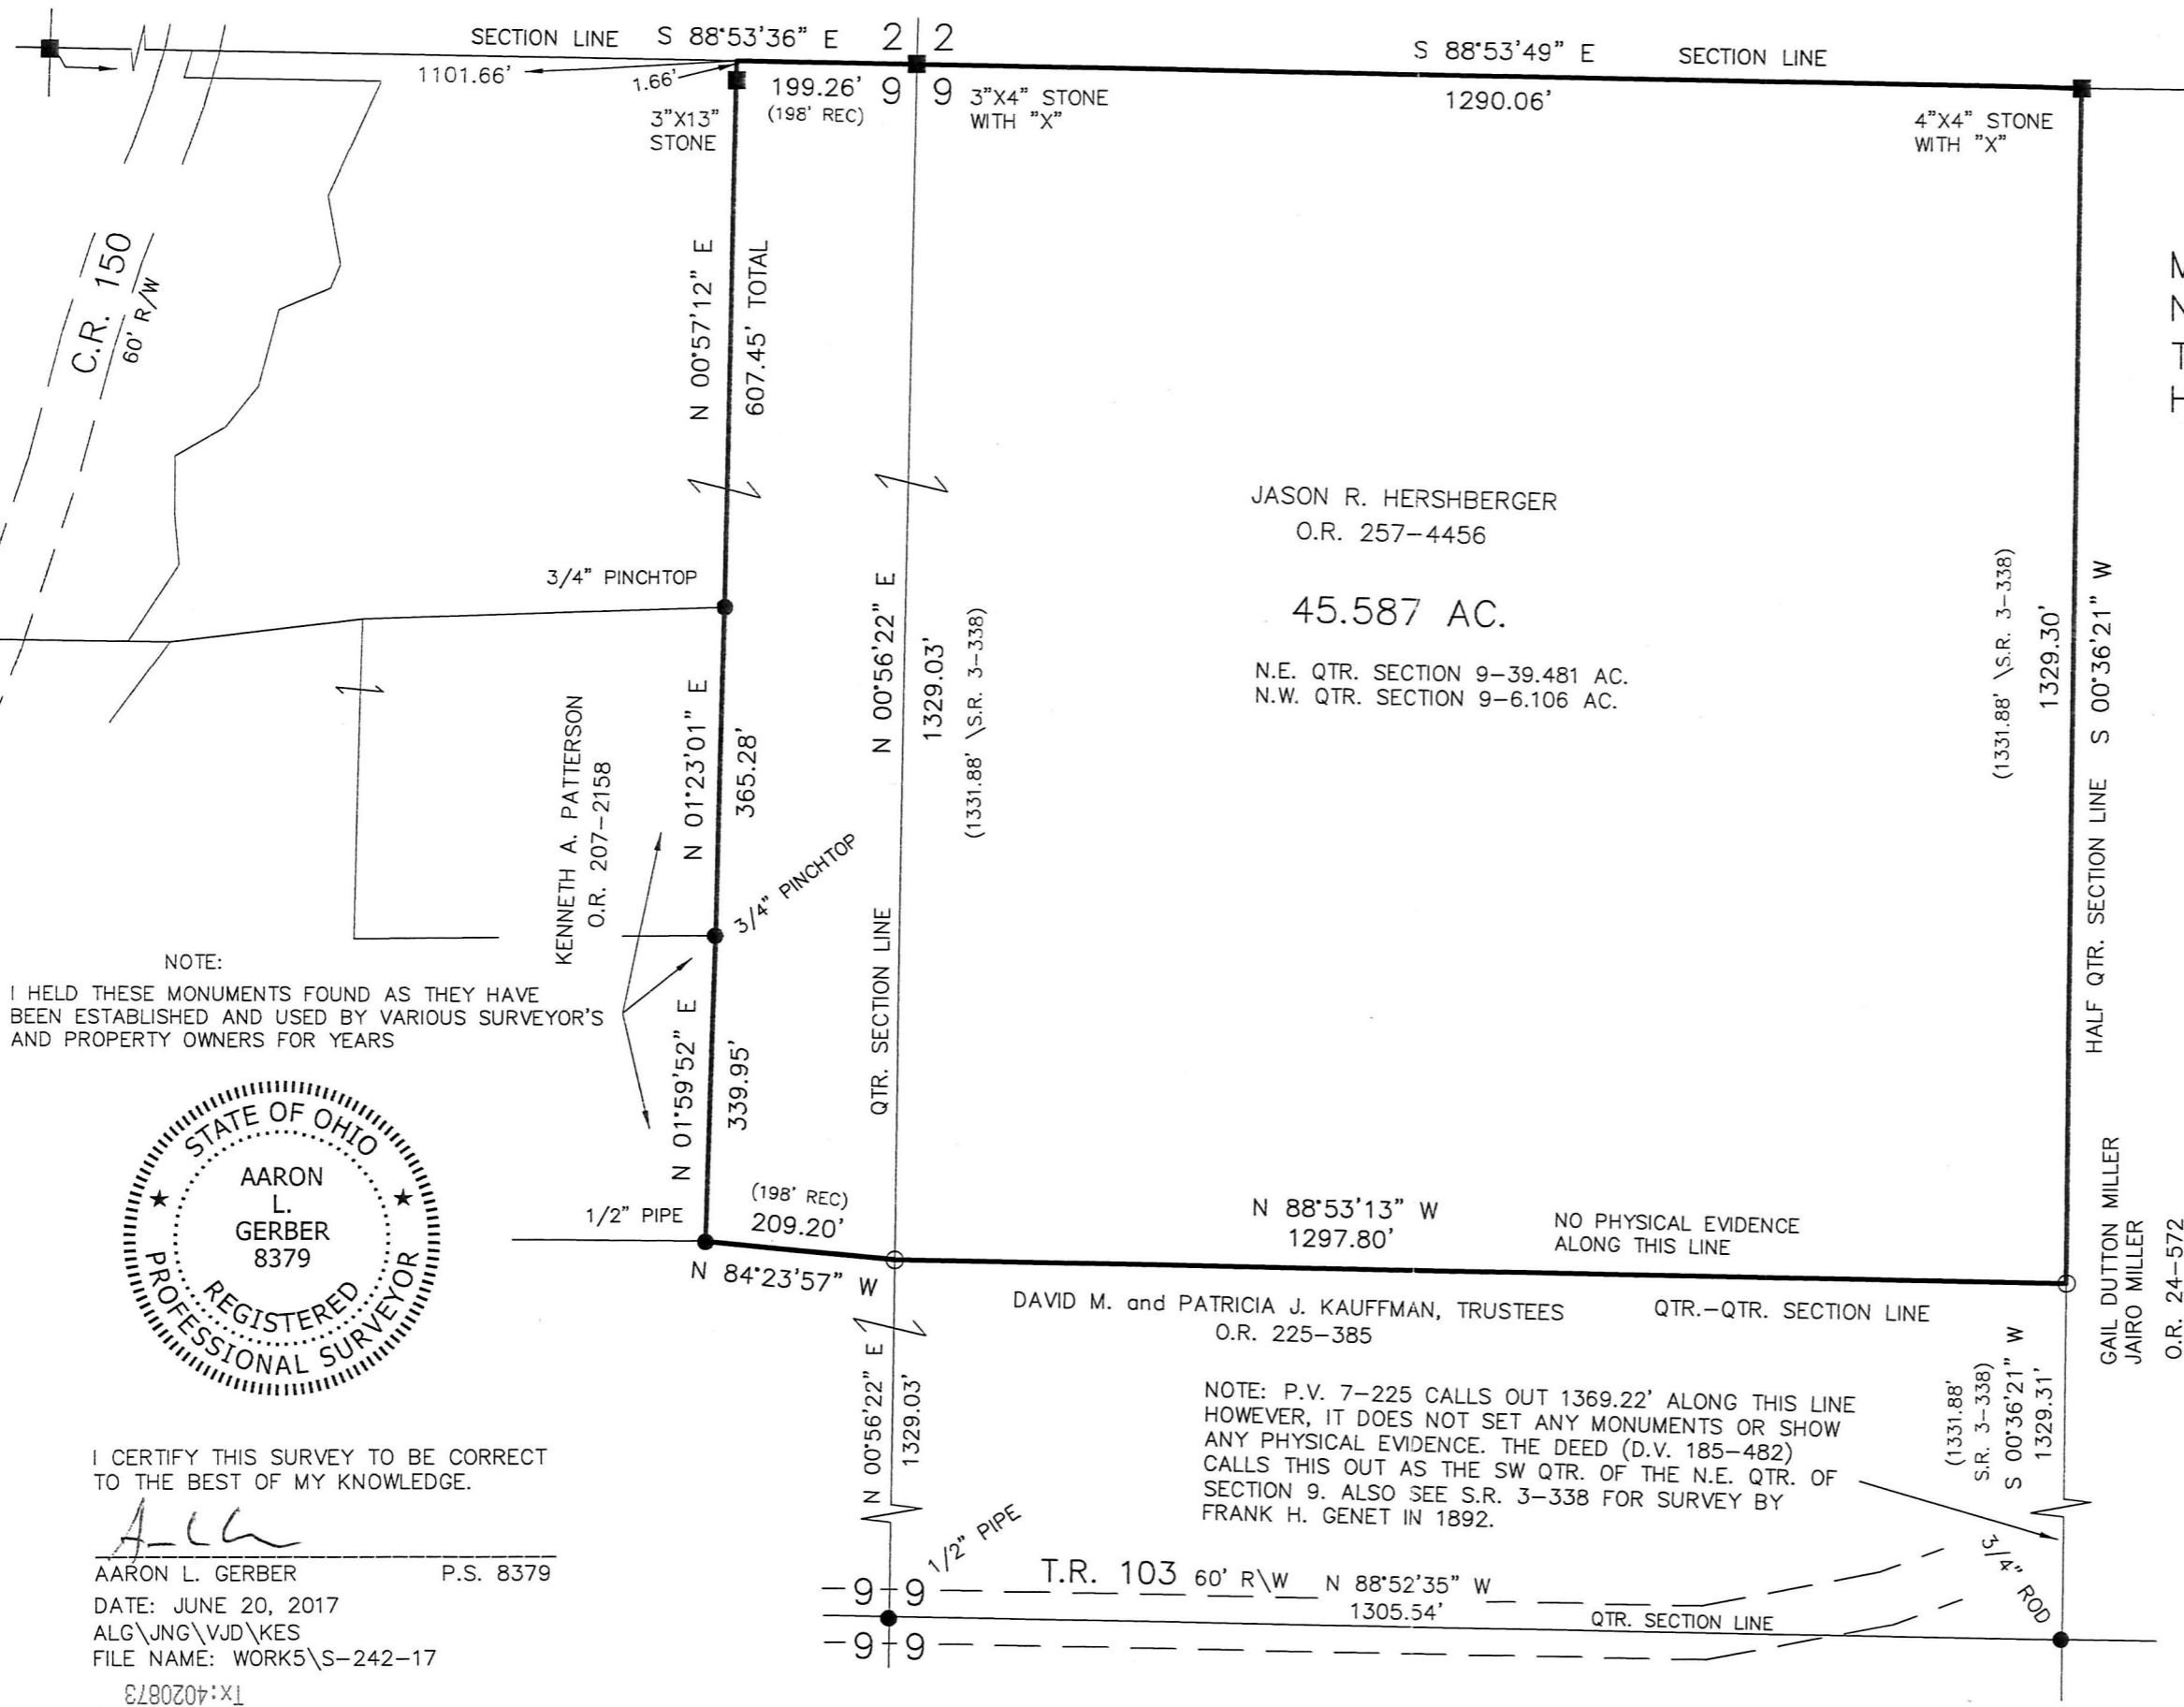 SECTION LINE S 88°53'36" E
2 2
S 88°53'49" E SECTION LINE
1101.66'
1.66'
199.26'
(198' REC)
9 9
3"X4" STONE
WITH "X"
1290.06'
3"X13"
STONE
4"X4" STONE
WITH "X"
C.R. 150
60' R/W
N 00°57'12" E
607.45' TOTAL
M
N
T
H
JASON R. HERSHBERGER
O.R. 257-4456
45.587 AC.
N.E. QTR. SECTION 9-39.481 AC.
N.W. QTR. SECTION 9-6.106 AC.
3/4" PINCHTOP
N 00°56'22" E
1329.03'
(1331.88' \S.R. 3-338)
QTR. SECTION LINE
(1331.88' \S.R. 3-338)
1329.30'
HALF QTR. SECTION LINE S 00°36'21" W
KENNETH A. PATTERSON
O.R. 207-2158
N 01°23'01" E
365.28'
3/4" PINCHTOP
NOTE:
I HELD THESE MONUMENTS FOUND AS THEY HAVE
BEEN ESTABLISHED AND USED BY VARIOUS SURVEYOR'S
AND PROPERTY OWNERS FOR YEARS
N 01°59'52" E
339.95'
STATE OF OHIO
AARON
L.
GERBER
8379
REGISTERED
PROFESSIONAL SURVEYOR
1/2" PIPE
(198' REC)
209.20'
N 84°23'57" W
N 88°53'13" W
1297.80'
NO PHYSICAL EVIDENCE
ALONG THIS LINE
DAVID M. and PATRICIA J. KAUFFMAN, TRUSTEES
O.R. 225-385
QTR.-QTR. SECTION LINE
GAIL DUTTON MILLER
JAIRO MILLER
O.R. 24-572
N 00°56'22" E
1329.03'
NOTE: P.V. 7-225 CALLS OUT 1369.22' ALONG THIS LINE
HOWEVER, IT DOES NOT SET ANY MONUMENTS OR SHOW
ANY PHYSICAL EVIDENCE. THE DEED (D.V. 185-482)
CALLS THIS OUT AS THE SW QTR. OF THE N.E. QTR. OF
SECTION 9. ALSO SEE S.R. 3-338 FOR SURVEY BY
FRANK H. GENET IN 1892.
(1331.88'
S.R. 3-338)
S 00°36'21" W
1329.31'
I CERTIFY THIS SURVEY TO BE CORRECT
TO THE BEST OF MY KNOWLEDGE.
AARON L. GERBER P.S. 8379
DATE: JUNE 20, 2017
ALG\JNG\VJD\KES
FILE NAME: WORK5\S-242-17
Tx:4020873
1/2" PIPE
9 9
T.R. 103 60' R\W N 88°52'35" W
1305.54'
QTR. SECTION LINE
3/4" ROD
9 9